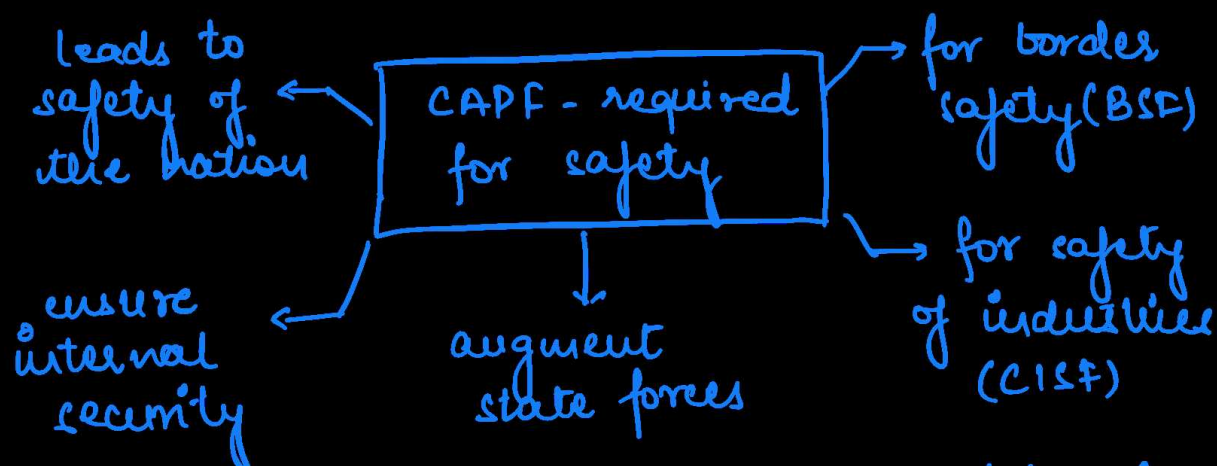 leads to
safety of
the nation
CAPF - required
for safety
for border
safety (BSF)
ensure
internal
security
augment
state forces
for safety
of industries
(CISF)